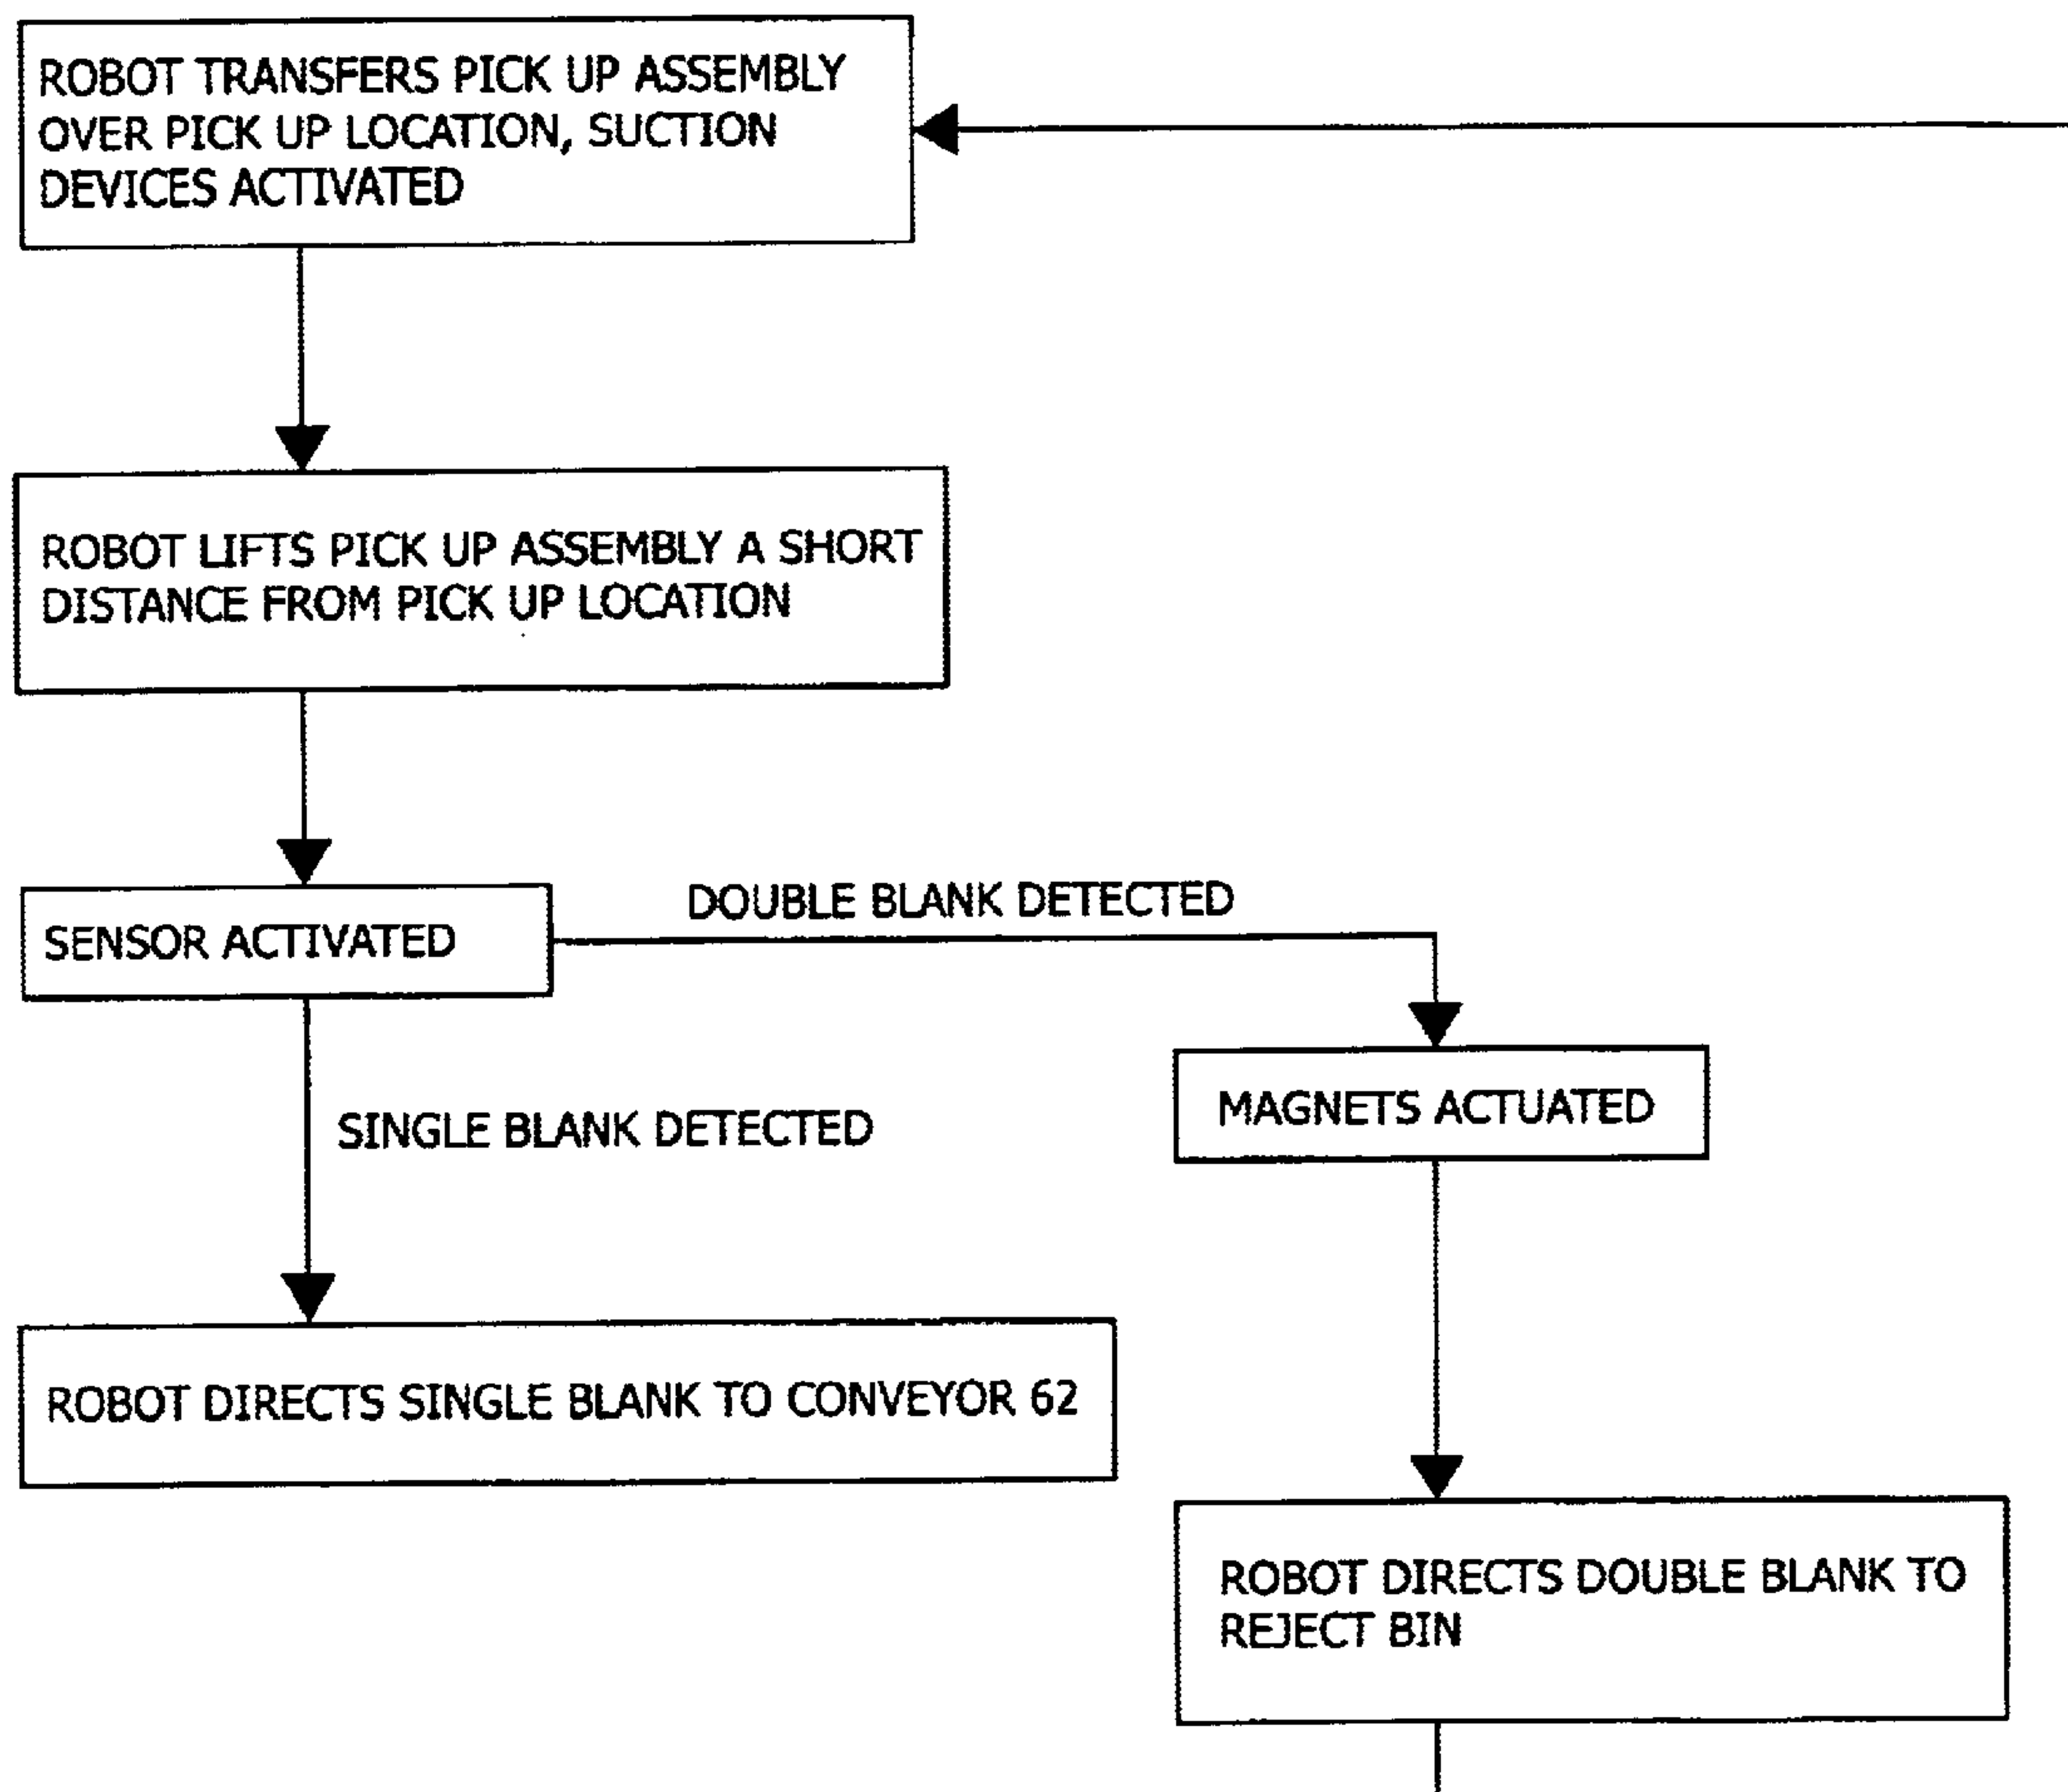 ROBOT TRANSFERS PICK UP ASSEMBLY
OVER PICK UP LOCATION, SUCTION
DEVICES ACTIVATED
ROBOT LIFTS PICK UP ASSEMBLY A SHORT
DISTANCE FROM PICK UP LOCATION
DOUBLE BLANK DETECTED
SENSOR ACTIVATED
MAGNETS ACTUATED
SINGLE BLANK DETECTED
ROBOT DIRECTS SINGLE BLANK TO CONVEYOR 62
ROBOT DIRECTS DOUBLE BLANK TO
REJECT BIN